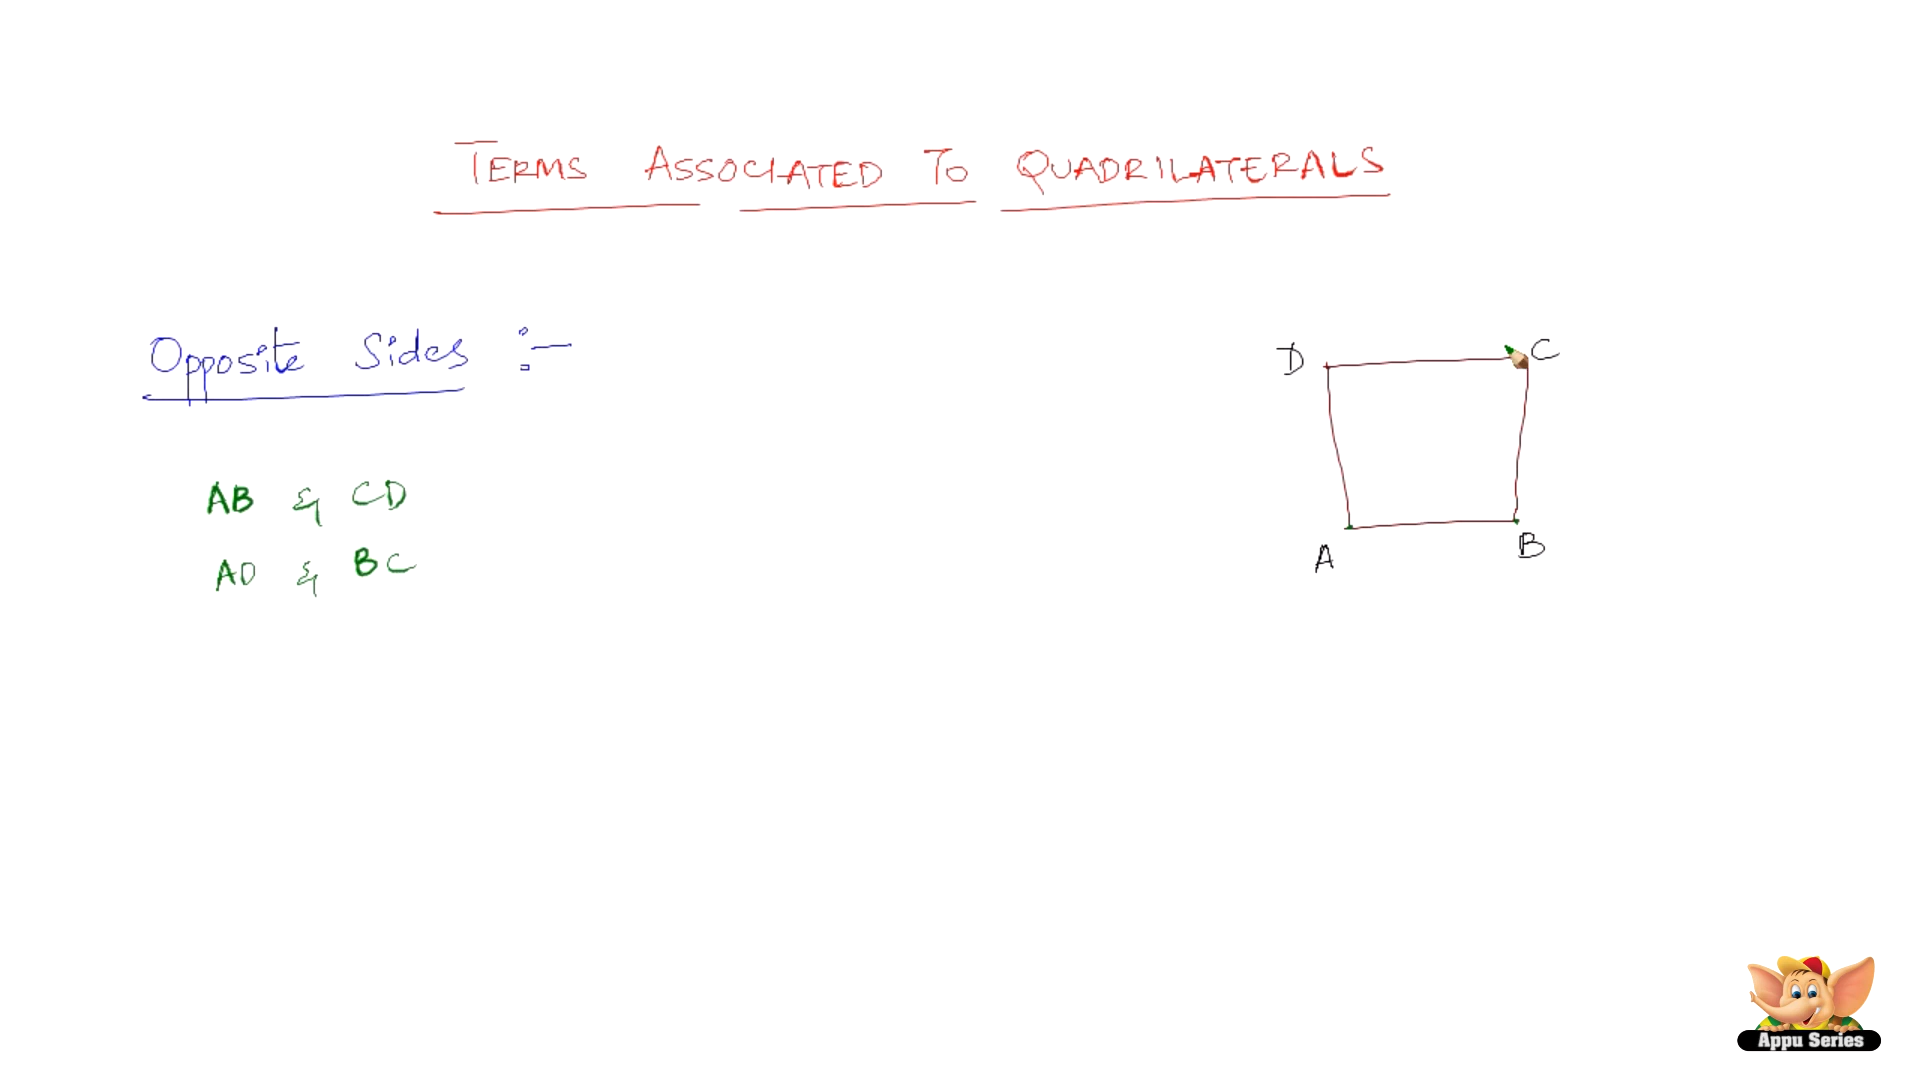 TERMS ASSOCIATED TO QUADRILATERALS
Opposite Sides :-
D C
AB & CD
A B
AD & BC
Appu Series